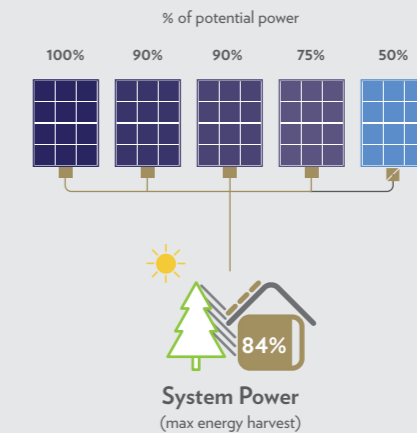 % of potential power
100% 90% 90% 75% 50%
84%
System Power
(max energy harvest)